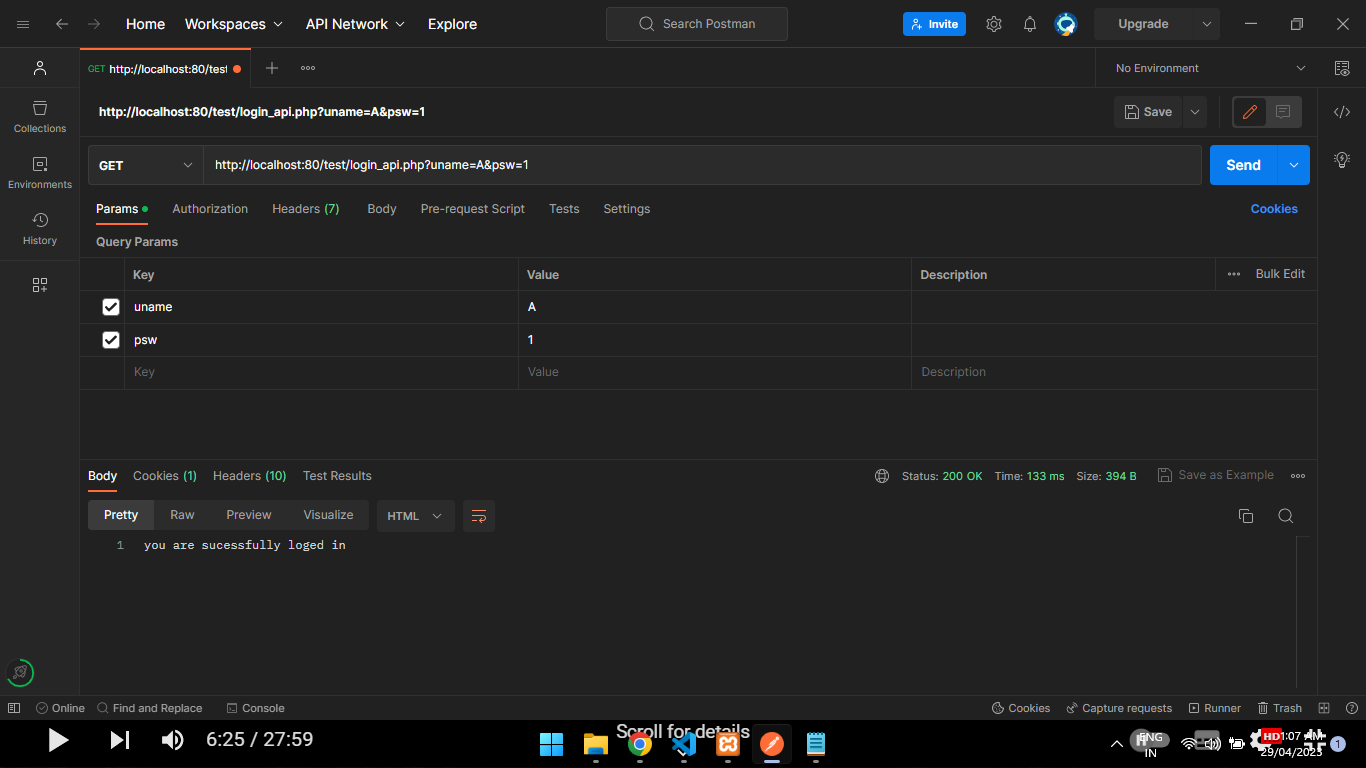 Home Workspaces API Network Explore Search Postman Invite Upgrade
GET http://localhost:80/test No Environment
http://localhost:80/test/login_api.php?uname=A&psw=1 Save
GET http://localhost:80/test/login_api.php?uname=A&psw=1 Send
Params Authorization Headers (7) Body Pre-request Script Tests Settings Cookies
Query Params
Key Value Description Bulk Edit
uname A
psw 1
Key Value Description
Collections
Environments
History
Body Cookies (1) Headers (10) Test Results Status: 200 OK Time: 133 ms Size: 394 B Save as Example
Pretty Raw Preview Visualize HTML
1 you are sucessfully loged in
Online Find and Replace Console Cookies Capture requests Runner Trash
6:25 / 27:59 Scroll for details ENG HD 1:07 AM
IN 29/04/2023 1